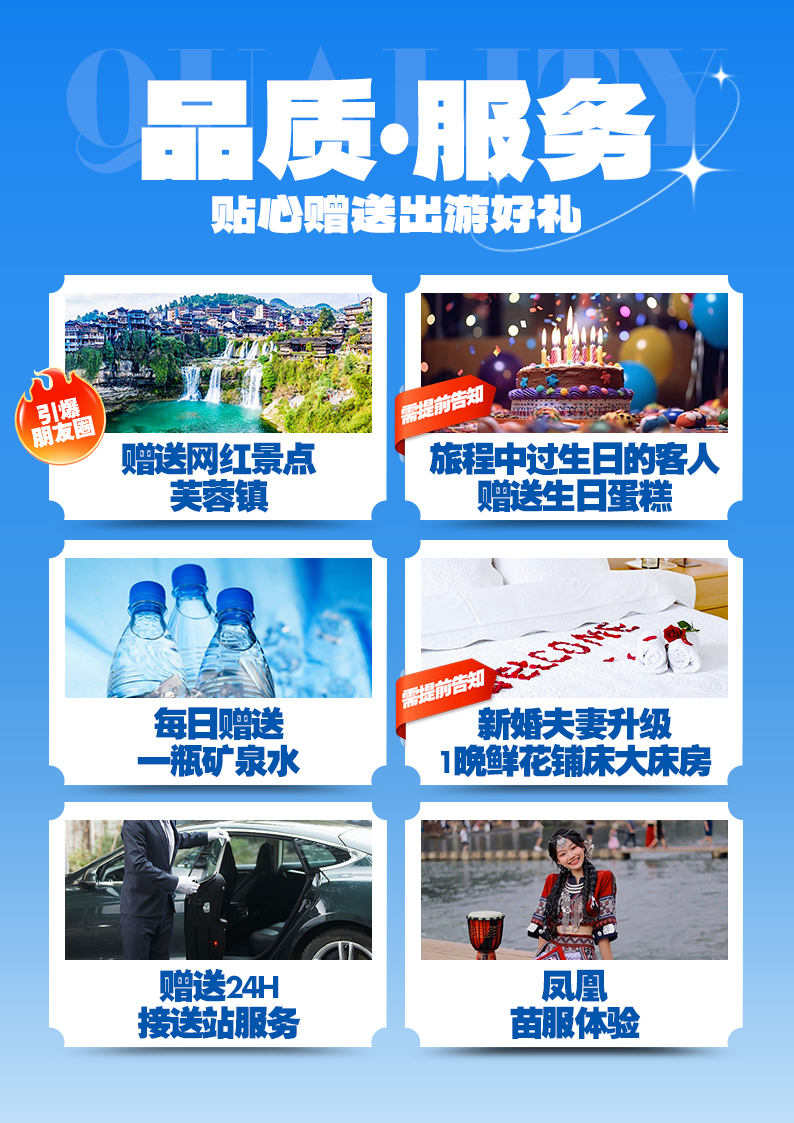 QUALITY
品质·服务
贴心赠送出游好礼
引爆
朋友圈
赠送网红景点
芙蓉镇
需提前告知
旅程中过生日的客人
赠送生日蛋糕
每日赠送
一瓶矿泉水
WELCOME
需提前告知
新婚夫妻升级
1晚鲜花铺床大床房
赠送24H
接送站服务
凤凰
苗服体验